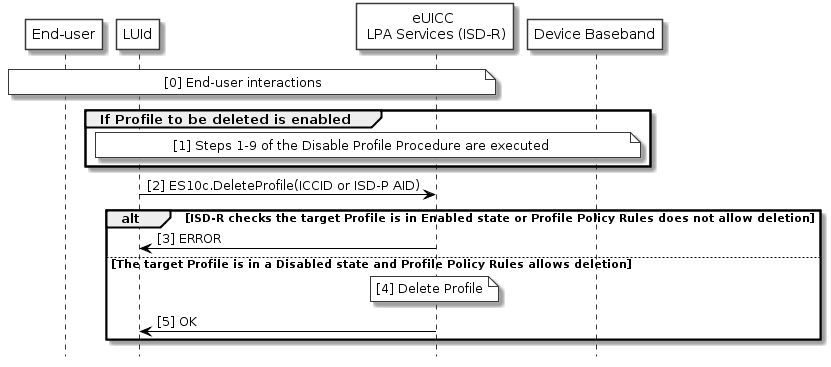 End-user
LUId
eUICC
LPA Services (ISD-R)
Device Baseband
[0] End-user interactions
If Profile to be deleted is enabled
[1] Steps 1-9 of the Disable Profile Procedure are executed
[2] ES10c.DeleteProfile(ICCID or ISD-P AID)
alt [ISD-R checks the target Profile is in Enabled state or Profile Policy Rules does not allow deletion]
[3] ERROR
[The target Profile is in a Disabled state and Profile Policy Rules allows deletion]
[4] Delete Profile
[5] OK